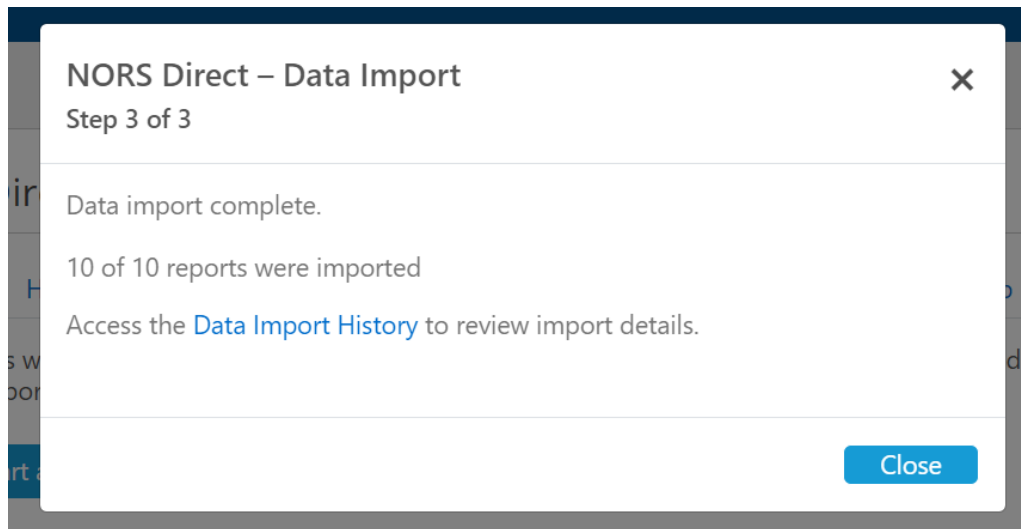 NORS Direct – Data Import
Step 3 of 3
Data import complete.
10 of 10 reports were imported
Access the Data Import History to review import details.
Close